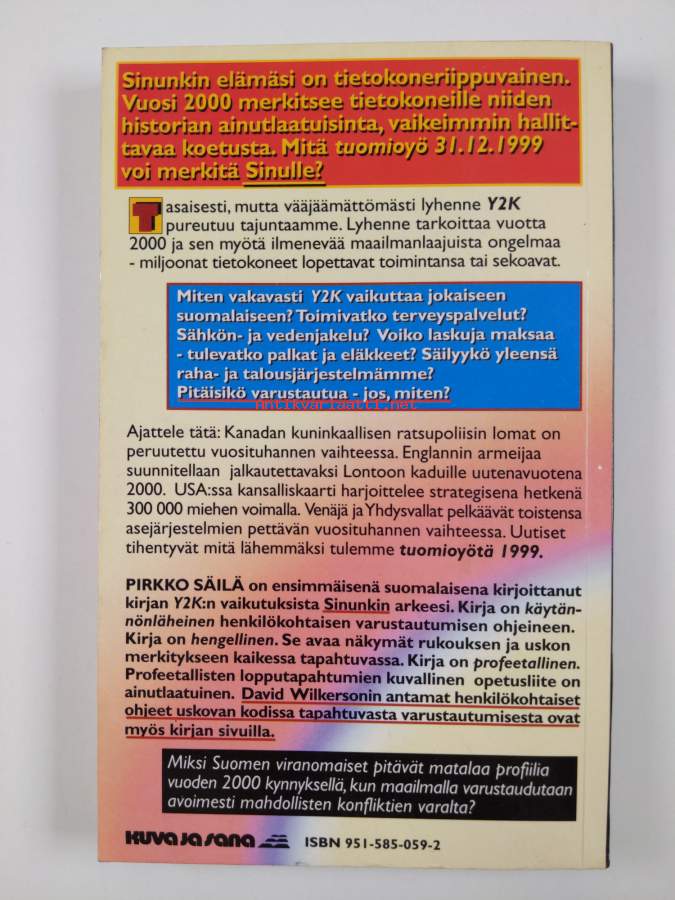 Sinunkin elämäsi on tietokoneriippuvainen.
Vuosi 2000 merkitsee tietokoneille niiden
historian ainutlaatuisinta, vaikeimmin hallit-
tavaa koetusta. Mitä tuomioyö 31.12.1999
voi merkitä Sinulle?
Tasaisesti, mutta vääjäämättömästi lyhenne Y2K
pureutuu tajuntaamme. Lyhenne tarkoittaa vuotta
2000 ja sen myötä ilmenevää maailmanlaajuista ongelmaa
- miljoonat tietokoneet lopettavat toimintansa tai sekoavat.
Miten vakavasti Y2K vaikuttaa jokaiseen
suomalaiseen? Toimivatko terveyspalvelut?
Sähkön- ja vedenjakelu? Voiko laskuja maksaa
- tulevatko palkat ja eläkkeet? Säilyykö yleensä
raha- ja talousjärjestelmämme?
Pitäisikö varustautua - jos, miten?
antikvariaatti.net
Ajattele tätä: Kanadan kuninkaallisen ratsupoliisin lomat on
peruutettu vuosituhannen vaihteessa. Englannin armeijaa
suunnitellaan jalkautettavaksi Lontoon kaduille uutenavuotena
2000. USA:ssa kansalliskaarti harjoittelee strategisena hetkenä
300 000 miehen voimalla. Venäjä ja Yhdysvallat pelkäävät toistensa
asejärjestelmien pettävän vuosituhannen vaihteessa. Uutiset
tihentyvät mitä lähemmäksi tulemme tuomioyötä 1999.
PIRKKO SÄILÄ on ensimmäisenä suomalaisena kirjoittanut
kirjan Y2K:n vaikutuksista Sinunkin arkeesi. Kirja on käytän-
nönläheinen henkilökohtaisen varustautumisen ohjeineen.
Kirja on hengellinen. Se avaa näkymät rukouksen ja uskon
merkitykseen kaikessa tapahtuvassa. Kirja on profeetallinen.
Profeetallisten lopputapahtumien kuvallinen opetusliite on
ainutlaatuinen. David Wilkersonin antamat henkilökohtaiset
ohjeet uskovan kodissa tapahtuvasta varustautumisesta ovat
myös kirjan sivuilla.
Miksi Suomen viranomaiset pitävät matalaa profiilia
vuoden 2000 kynnyksellä, kun maailmalla varustaudutaan
avoimesti mahdollisten konfliktien varalta?
KUVA JA SANA ISBN 951-585-059-2